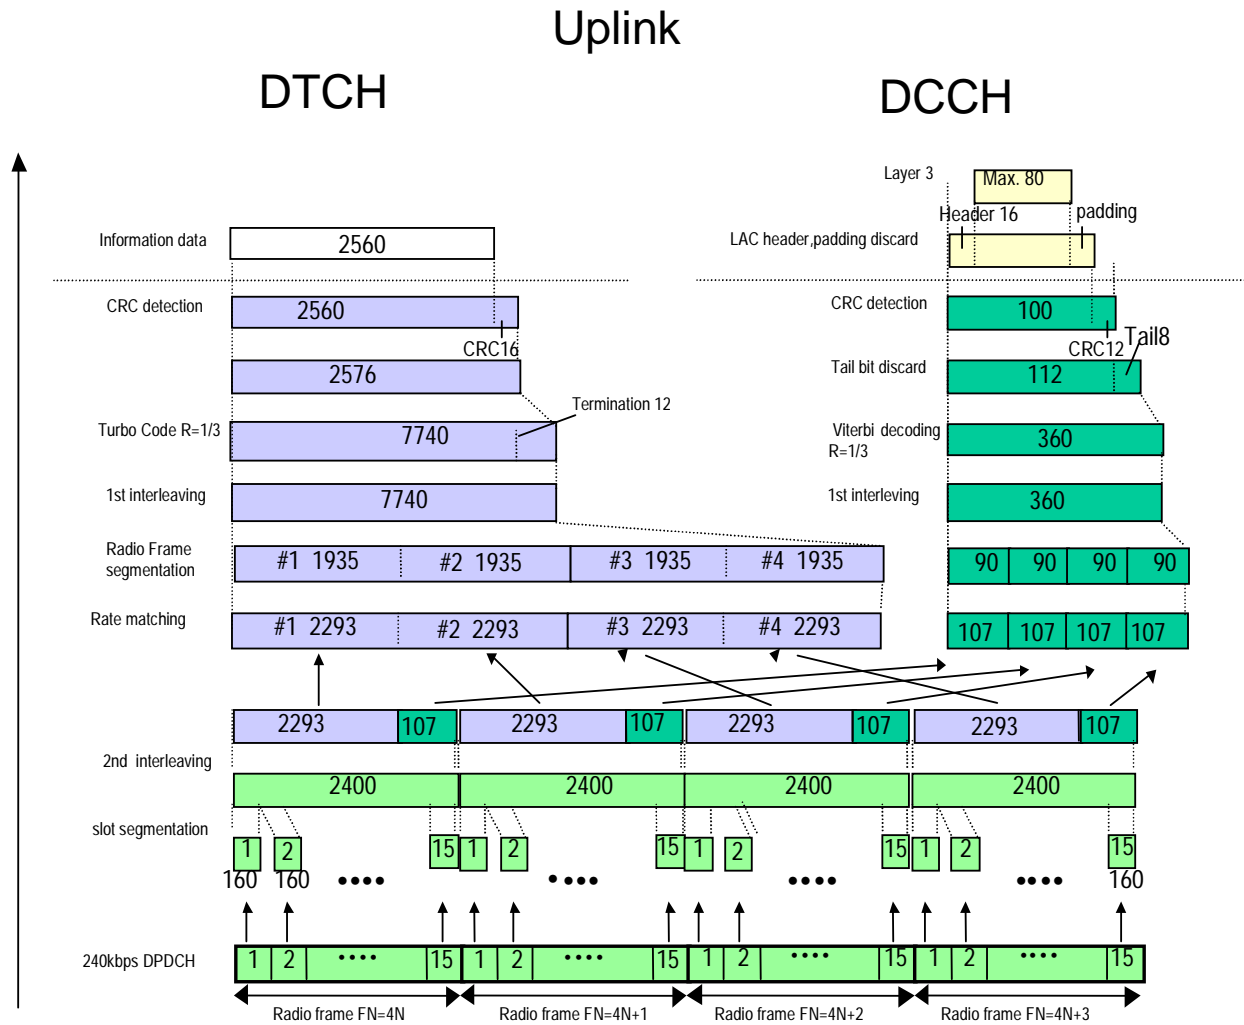 Uplink
DTCH
DCCH
Layer 3
Max. 80
Header 16
padding
Information data
2560
LAC header,padding discard
CRC detection
2560
CRC16
CRC detection
100
CRC12
Tail8
2576
Tail bit discard
112
Termination 12
Turbo Code R=1/3
7740
Viterbi decoding
R=1/3
360
1st interleaving
7740
1st interleving
360
Radio Frame
segmentation
#1 1935
#2 1935
#3 1935
#4 1935
90
90
90
90
Rate matching
#1 2293
#2 2293
#3 2293
#4 2293
107
107
107
107
2293
107
2293
107
2293
107
2293
107
2nd interleaving
2400
2400
2400
2400
slot segmentation
1
2
15
1
2
15
1
2
15
1
2
15
160
160
160
240kbps DPDCH
1
2
15
1
2
15
1
2
15
1
2
15
Radio frame FN=4N
Radio frame FN=4N+1
Radio frame FN=4N+2
Radio frame FN=4N+3